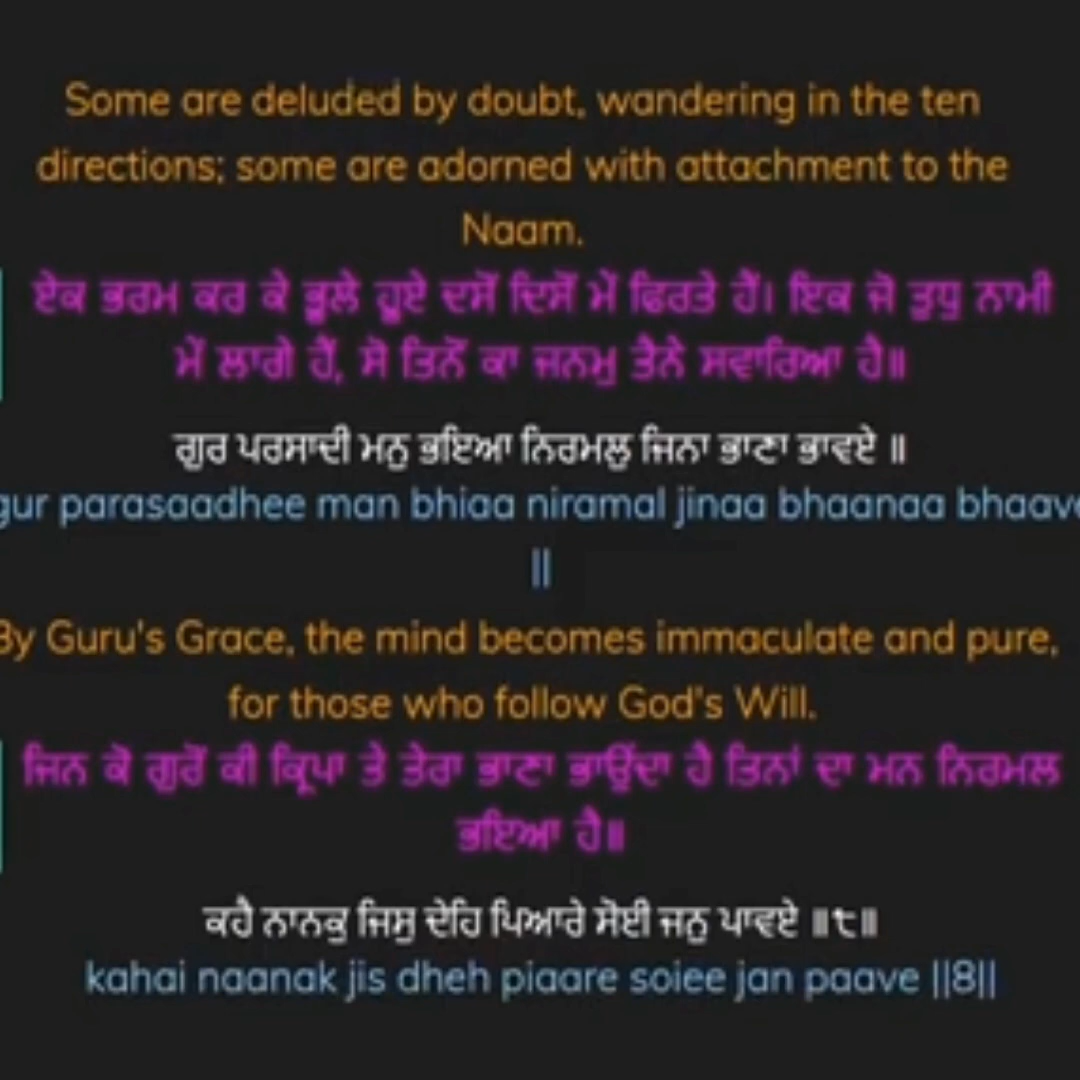 Some are deluded by doubt, wandering in the ten
directions; some are adorned with attachment to the
Naam.
ਏਕ ਭਰਮ ਕਰ ਕੇ ਭੂਲੇ ਹੂਏ ਦਸੋਂ ਦਿਸੋਂ ਮੇਂ ਫਿਰਤੇ ਹੈਂ। ਇਕ ਜੋ ਤੁਧੁ ਨਾਮੀ
ਮੇਂ ਲਾਗੇ ਹੈਂ, ਸੋ ਤਿਨੋਂ ਕਾ ਜਨਮੁ ਤੈਨੇ ਸਵਾਰਿਆ ਹੈ॥
ਗੁਰ ਪਰਸਾਦੀ ਮਨੁ ਭਇਆ ਨਿਰਮਲੁ ਜਿਨਾ ਭਾਣਾ ਭਾਵਏ ॥
gur parasaadhee man bhiaa niramal jinaa bhaanaa bhaave
||
By Guru's Grace, the mind becomes immaculate and pure,
for those who follow God's Will.
ਜਿਨ ਕੋ ਗੁਰੋਂ ਕੀ ਕ੍ਰਿਪਾ ਤੇ ਤੇਰਾ ਭਾਣਾ ਭਾਉਂਦਾ ਹੈ ਤਿਨਾਂ ਦਾ ਮਨ ਨਿਰਮਲ
ਭਇਆ ਹੈ॥
ਕਹੈ ਨਾਨਕੁ ਜਿਸੁ ਦੇਹਿ ਪਿਆਰੇ ਸੋਈ ਜਨੁ ਪਾਵਏ ॥੮॥
kahai naanak jis dheh piaare soiee jan paave ||8||